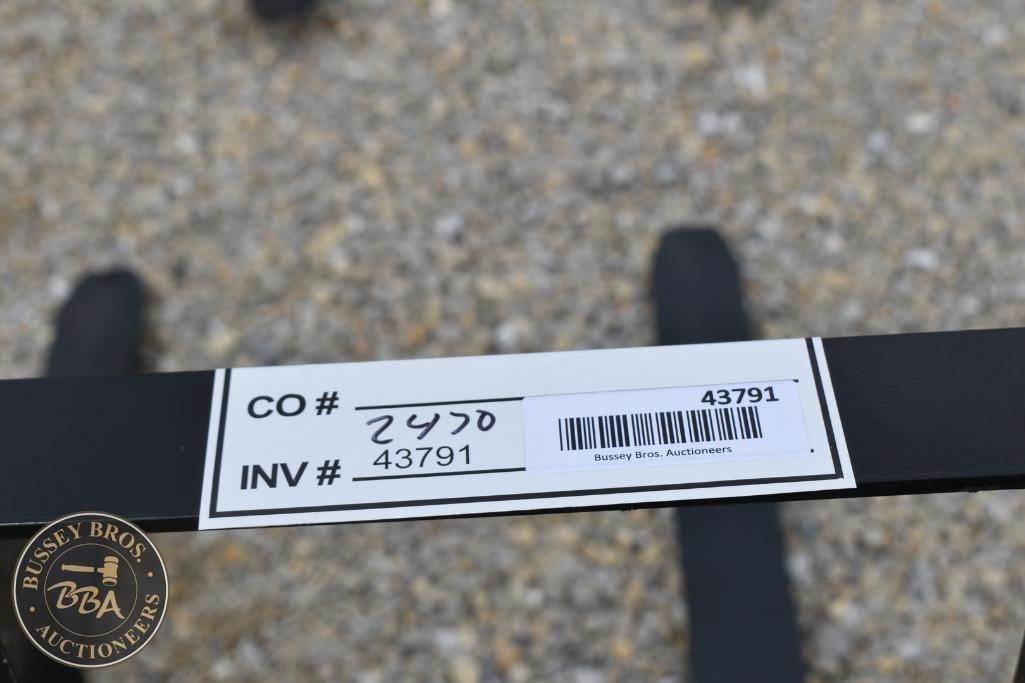 CO #
2470
INV # 43791
43791
Bussey Bros. Auctioneers
BUSSEY BROS.
BBA
AUCTIONEERS